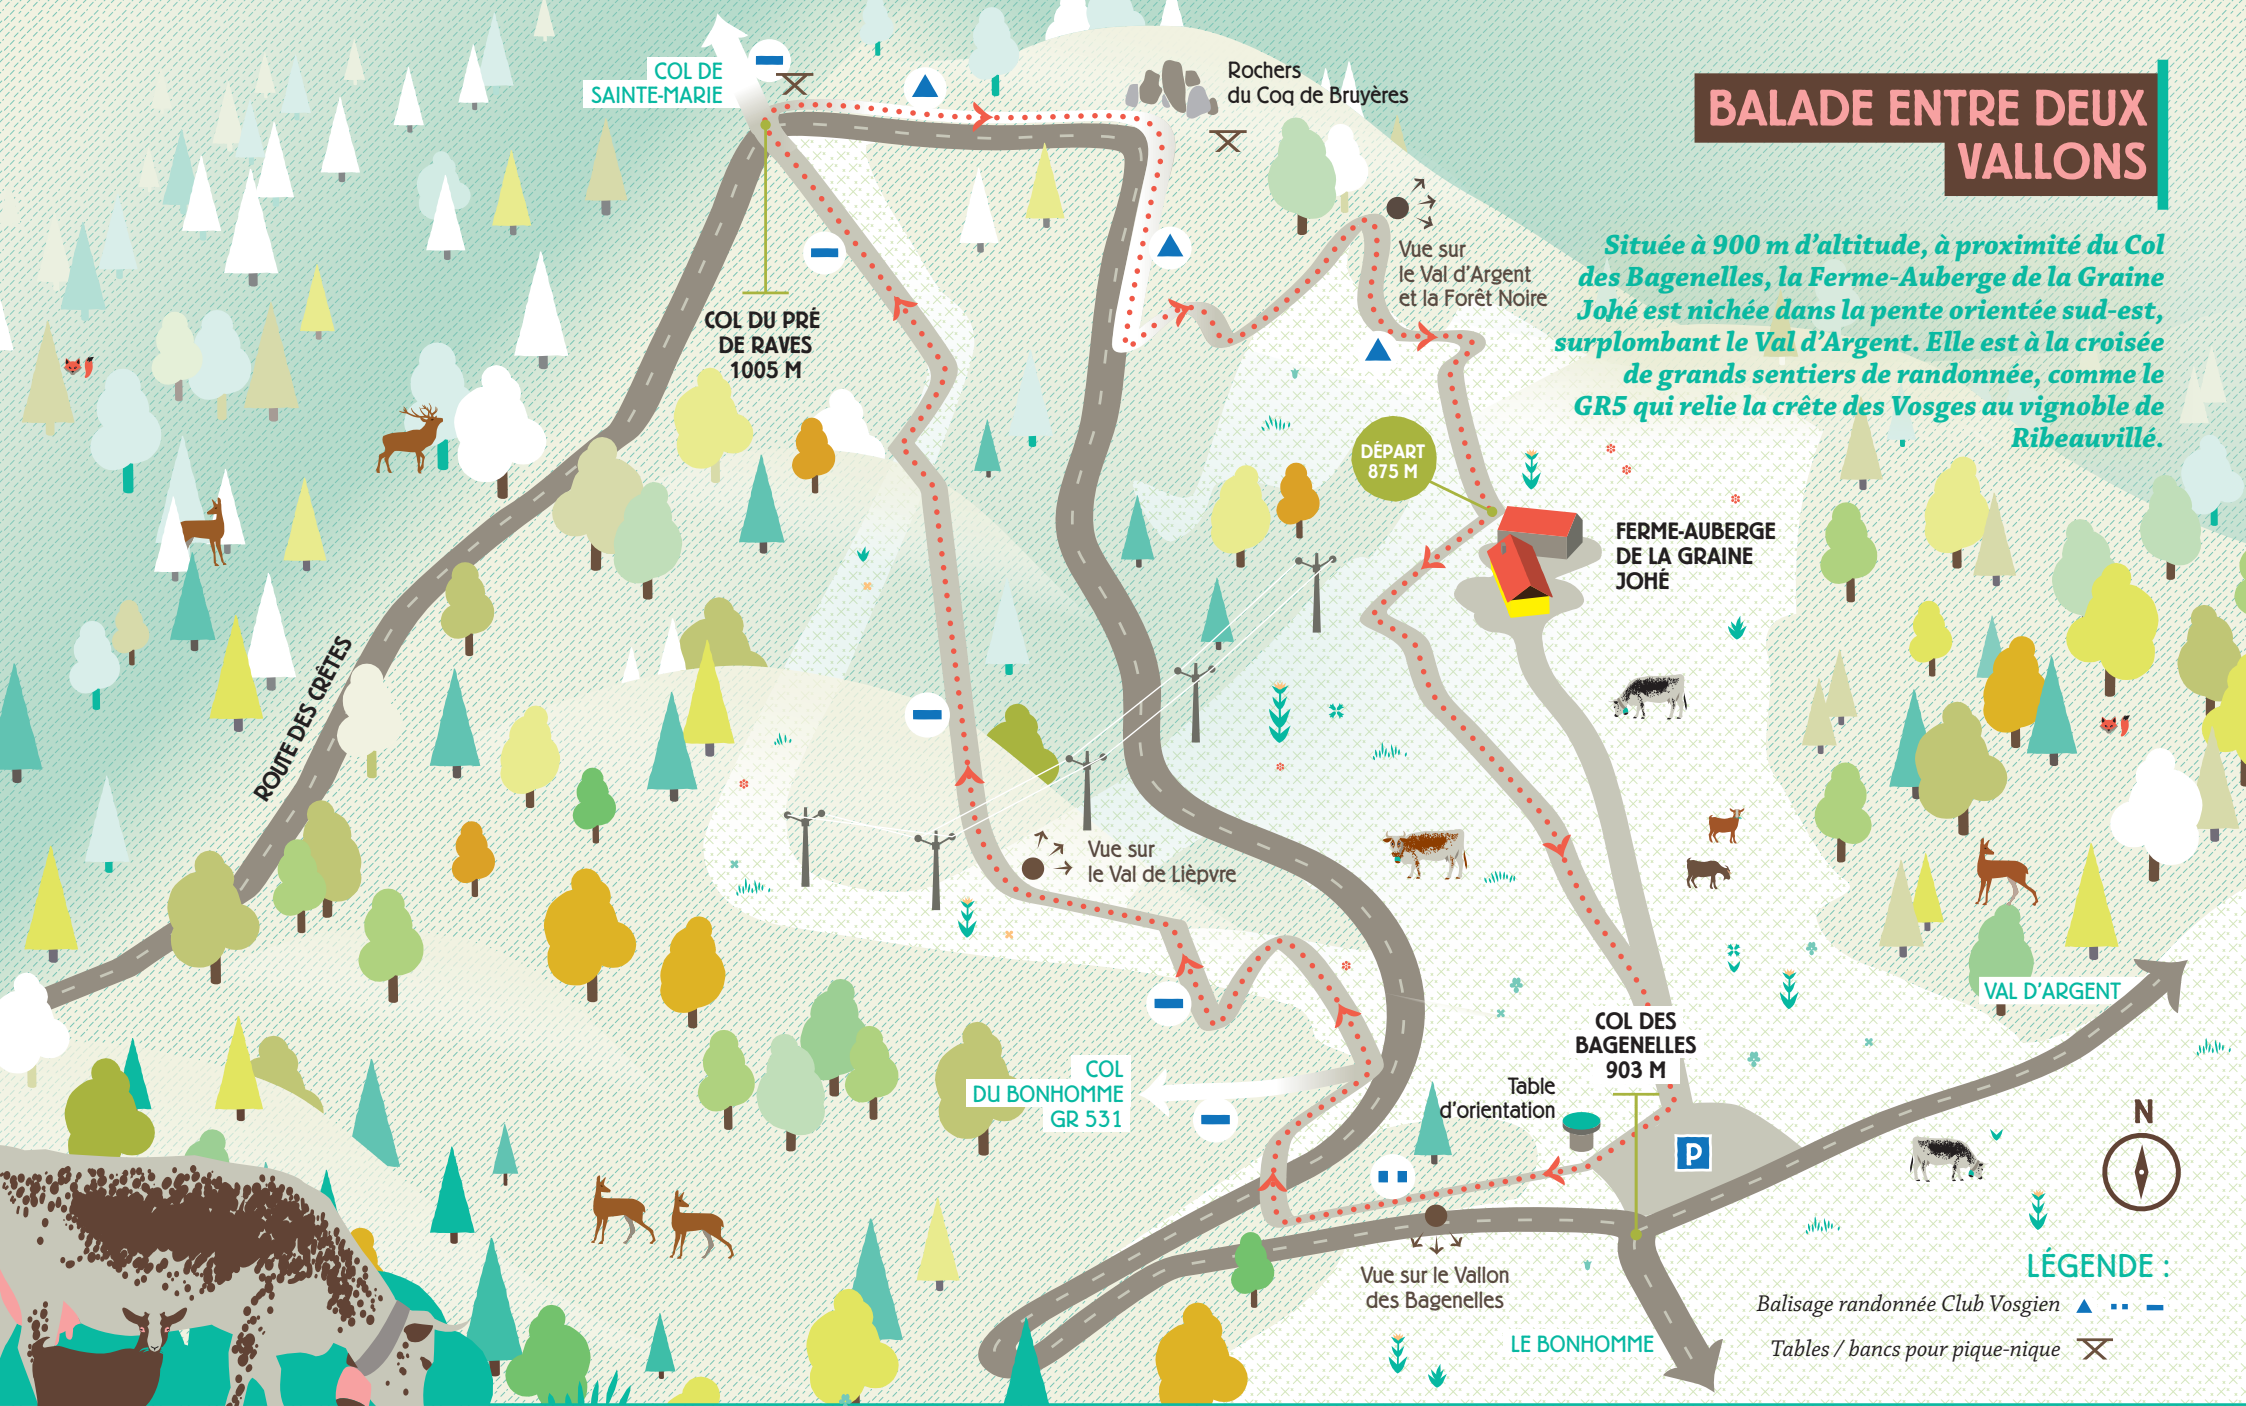 BALADE ENTRE DEUX
VALLONS
Située à 900 m d'altitude, à proximité du Col
des Bagenelles, la Ferme-Auberge de la Graine
Johé est nichée dans la pente orientée sud-est,
surplombant le Val d'Argent. Elle est à la croisée
de grands sentiers de randonnée, comme le
GR5 qui relie la crête des Vosges au vignoble de
Ribeauvillé.
COL DE
SAINTE-MARIE
Rochers
du Coq de Bruyères
Vue sur
le Val d'Argent
et la Forêt Noire
COL DU PRÉ
DE RAVES
1005 M
DÉPART
875 M
FERME-AUBERGE
DE LA GRAINE
JOHÉ
ROUTE DES CRÊTES
Vue sur
le Val de Lièpvre
VAL D'ARGENT
COL DES
BAGENELLES
903 M
COL
DU BONHOMME
GR 531
Table
d'orientation
P
N
Vue sur le Vallon
des Bagenelles
LE BONHOMME
LÉGENDE :
Balisage randonnée Club Vosgien
Tables / bancs pour pique-nique